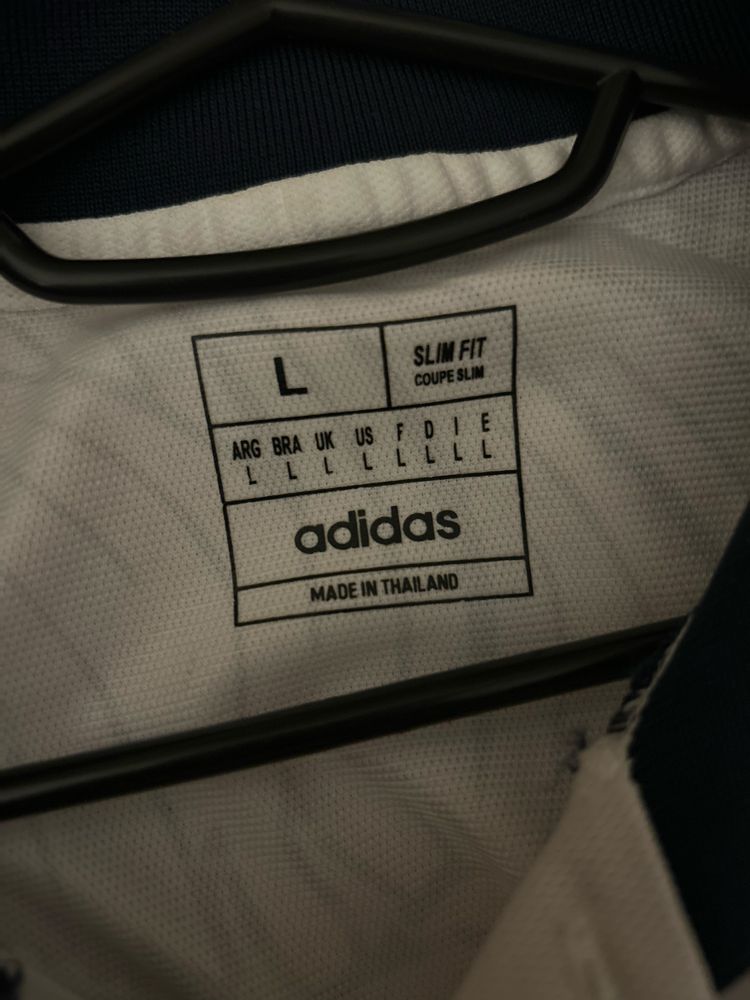 L
SLIM FIT
COUPE SLIM
ARG BRA UK US F D I E
L L L L L L L L
adidas
MADE IN THAILAND